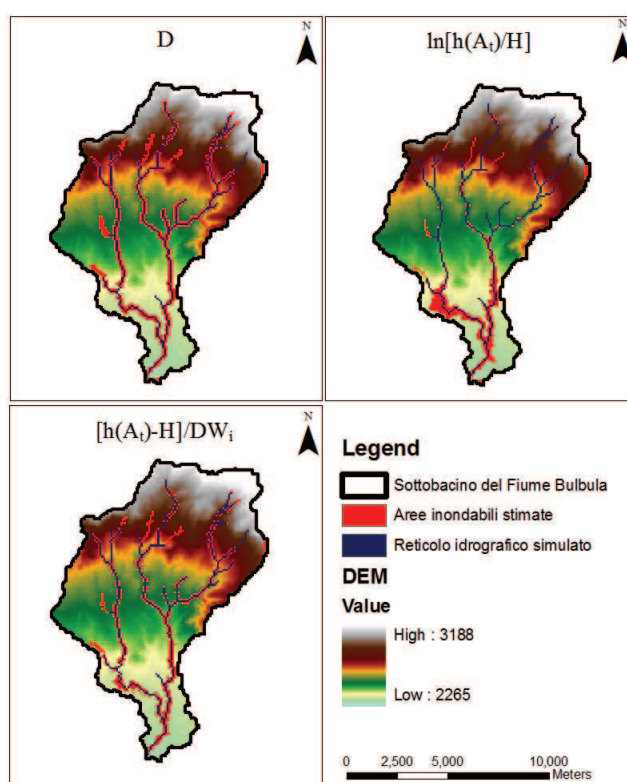 D
N
ln[h(Aₜ)/H]
N
[h(Aₜ)-H]/DWᵢ
N
Legend
Sottobacino del Fiume Bulbula
Aree inondabili stimate
Reticolo idrografico simulato
DEM
Value
High : 3188
Low : 2265
0 2,500 5,000 10,000
Meters